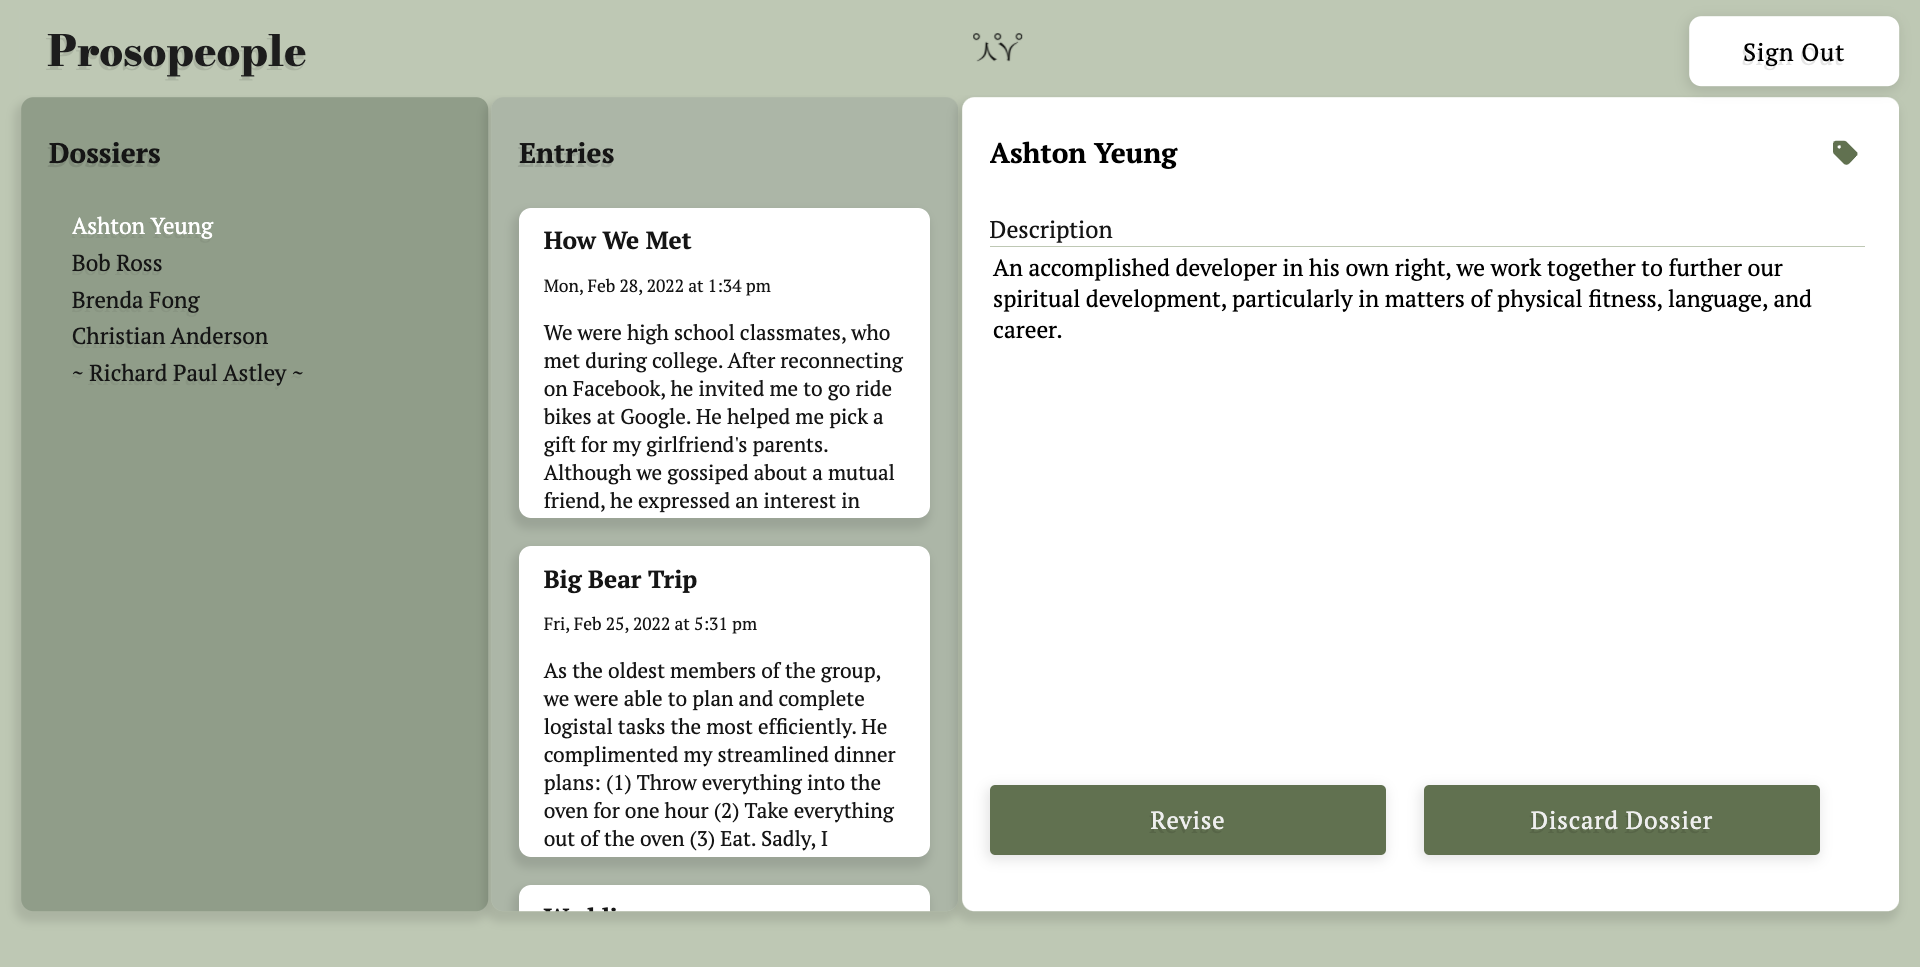 Prosopeople
Sign Out
Dossiers
Ashton Yeung
Bob Ross
Brenda Fong
Christian Anderson
~ Richard Paul Astley ~
Entries
How We Met
Mon, Feb 28, 2022 at 1:34 pm
We were high school classmates, who
met during college. After reconnecting
on Facebook, he invited me to go ride
bikes at Google. He helped me pick a
gift for my girlfriend's parents.
Although we gossiped about a mutual
friend, he expressed an interest in
Big Bear Trip
Fri, Feb 25, 2022 at 5:31 pm
As the oldest members of the group,
we were able to plan and complete
logistal tasks the most efficiently. He
complimented my streamlined dinner
plans: (1) Throw everything into the
oven for one hour (2) Take everything
out of the oven (3) Eat. Sadly, I
Ashton Yeung
Description
An accomplished developer in his own right, we work together to further our
spiritual development, particularly in matters of physical fitness, language, and
career.
Revise
Discard Dossier